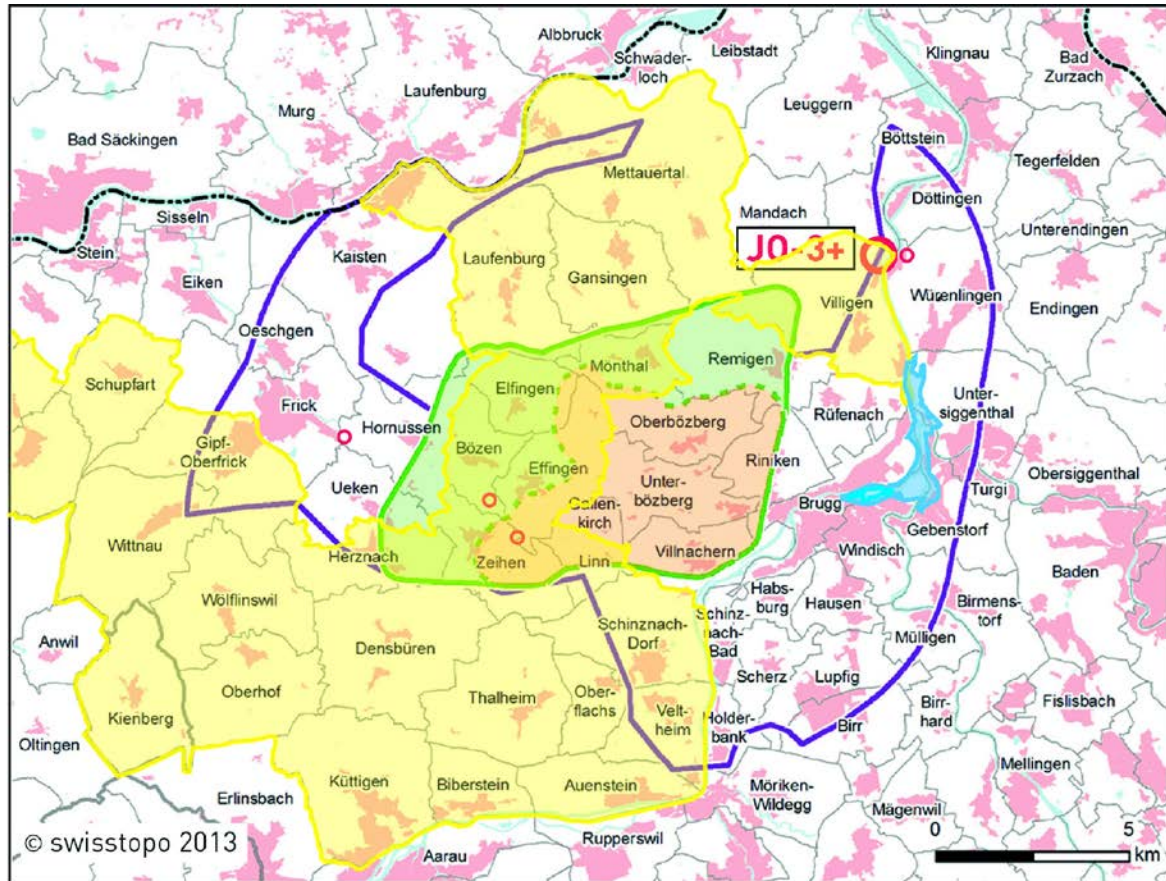 Albbruck
Schwader-
loch
Leibstadt
Klingnau
Bad
Zurzach
Laufenburg
Murg
Leuggern
Bad Säckingen
Böttstein
Tegerfelden
Mettauertal
Sisseln
Mandach
Döttingen
Unterendingen
Stein
Kaisten
JO-3+
Laufenburg
Gansingen
Eiken
Villigen
Würenlingen
Endingen
Oeschgen
Monthal
Remigen
Schupfart
Elfingen
Frick
Hornussen
Oberbözberg
Rüfenach
Unter-
siggenthal
Gipf-
Oberfrick
Bözen
Effingen
Riniken
Obersiggenthal
Ueken
Unter-
bözberg
Turgi
Gallen-
kirch
Brugg
Gebenstorf
Wittnau
Herznach
Zeihen
Linn
Villnachern
Windisch
Baden
Wölflinswil
Habs-
burg
Hausen
Birmens-
torf
Schinznach-
Dorf
Schinz-
nach-
Bad
Mülligen
Anwil
Densbüren
Oberhof
Thalheim
Ober-
flachs
Scherz
Lupfig
Kienberg
Velt-
heim
Birr-
hard
Fislisbach
Oltingen
Holder-
bank
Birr
Mellingen
Küttigen
Biberstein
Auenstein
Möriken-
Wildegg
Erlinsbach
Mägenwil
Rupperswil
0 5
km
Aarau
© swisstopo 2013